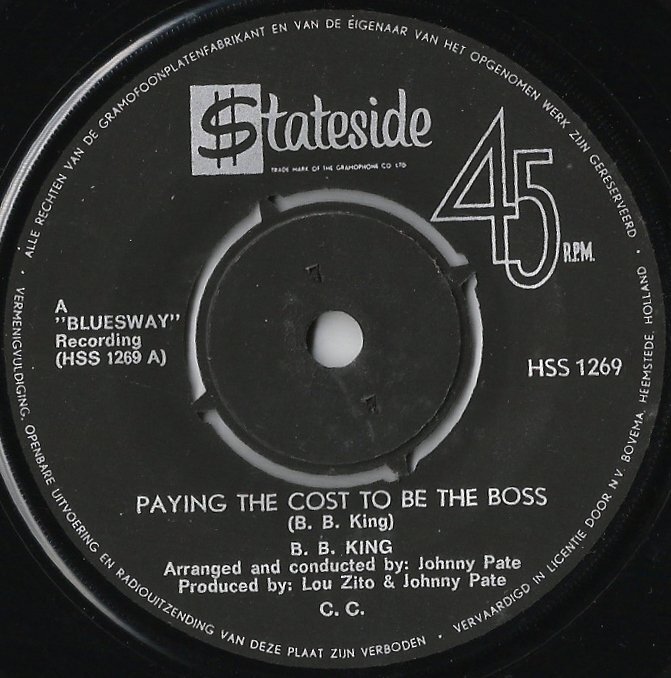 ALLE RECHTEN VAN DE GRAMOFOONPLATENFABRIKANT EN VAN DE EIGENAAR VAN HET OPGENOMEN WERK ZIJN GERESERVEERD
$tateside
TRADE MARK OF THE GRAMOPHONE CO LTD
45
R.P.M.
A
"BLUESWAY"
Recording
(HSS 1269 A)
HSS 1269
PAYING THE COST TO BE THE BOSS
(B. B. King)
B. B. KING
Arranged and conducted by: Johnny Pate
Produced by: Lou Zito & Johnny Pate
C. C.
VERMENIGVULDIGING, OPENBARE UITVOERING EN RADIOUITZENDING VAN DEZE PLAAT ZIJN VERBODEN
VERVAARDIGD IN LICENTIE DOOR N.V. BOVEMA, HEEMSTEDE, HOLLAND